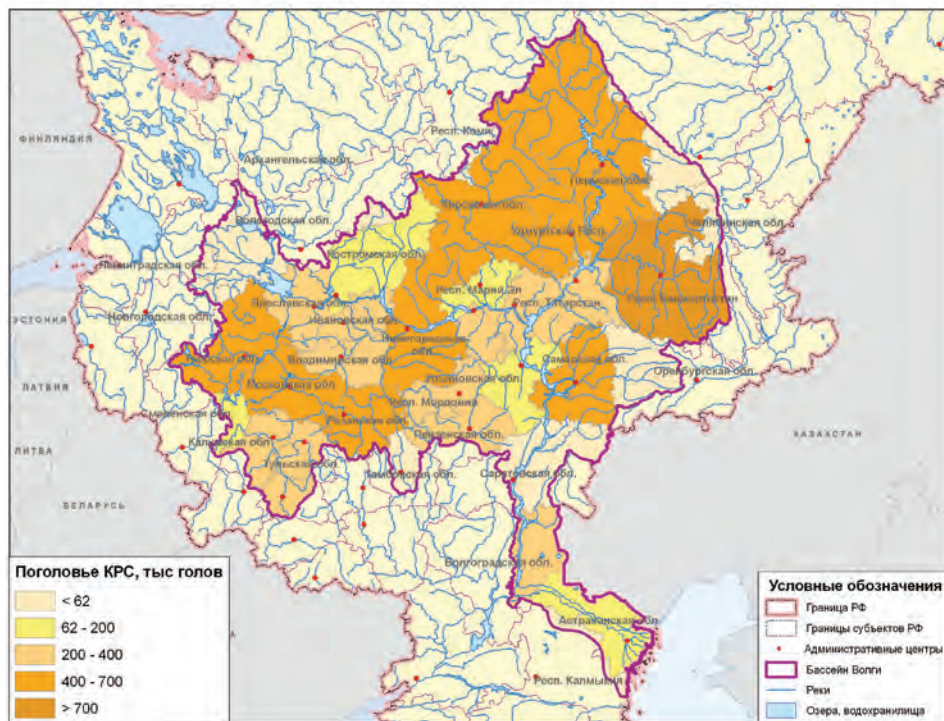 ФИНЛЯНДИЯ
Респ. Коми
Архангельская обл.
Пермская обл.
Вологодская обл.
Кировская обл.
Челябинская обл.
Удмуртская Респ.
Костромская обл.
Ленинградская обл.
Респ. Марий Эл
Респ. Башкортостан
Ярославская обл.
Респ. Татарстан
Новгородская обл.
Ивановская обл.
Нижегородская обл.
ЭСТОНИЯ
Тверская обл.
Владимирская обл.
Самарская обл.
Оренбургская обл.
Московская обл.
Ульяновская обл.
ЛАТВИЯ
Респ. Мордовия
Смоленская обл.
Рязанская обл.
Пензенская обл.
КАЗАХСТАН
Калужская обл.
ЛИТВА
Тульская обл.
Тамбовская обл.
Саратовская обл.
БЕЛАРУСЬ
Волгоградская обл.
Астраханская обл.
Респ. Калмыкия
Поголовье КРС, тыс голов
< 62
62 - 200
200 - 400
400 - 700
> 700
Условные обозначения
Граница РФ
Границы субъектов РФ
Административные центры
Бассейн Волги
Реки
Озера, водохранилища